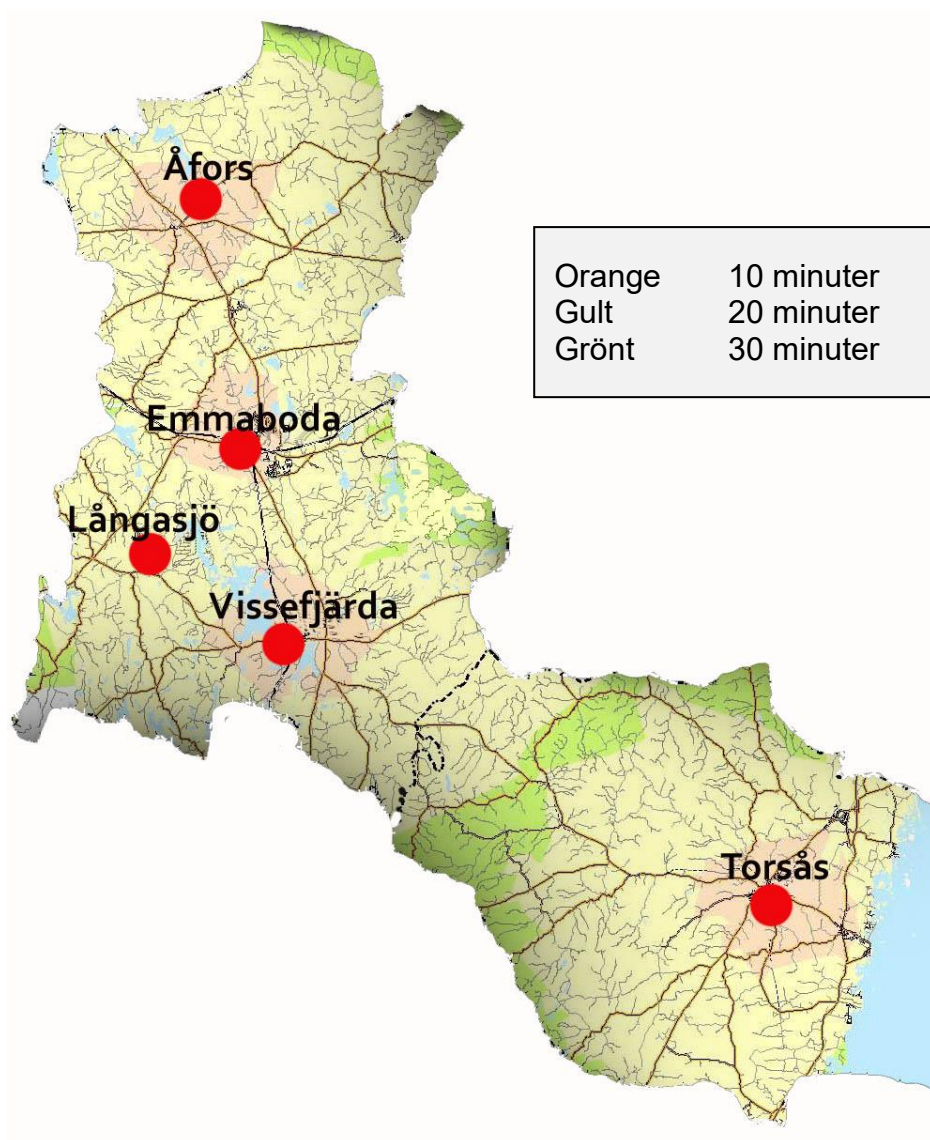 Åfors
Orange 10 minuter
Gult 20 minuter
Grönt 30 minuter
Emmaboda
Långasjö
Vissefjärda
Torsås